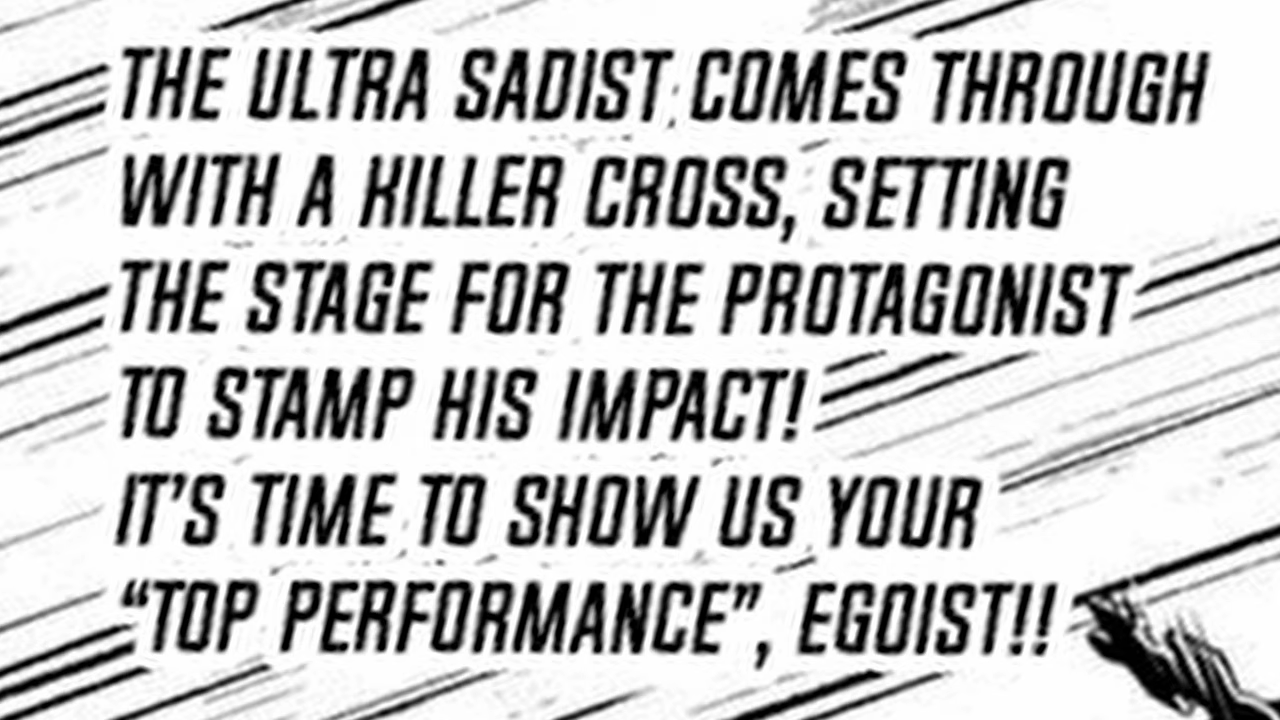 THE ULTRA SADIST COMES THROUGH
WITH A KILLER CROSS, SETTING
THE STAGE FOR THE PROTAGONIST
TO STAMP HIS IMPACT!
IT'S TIME TO SHOW US YOUR
“TOP PERFORMANCE”, EGOIST!!